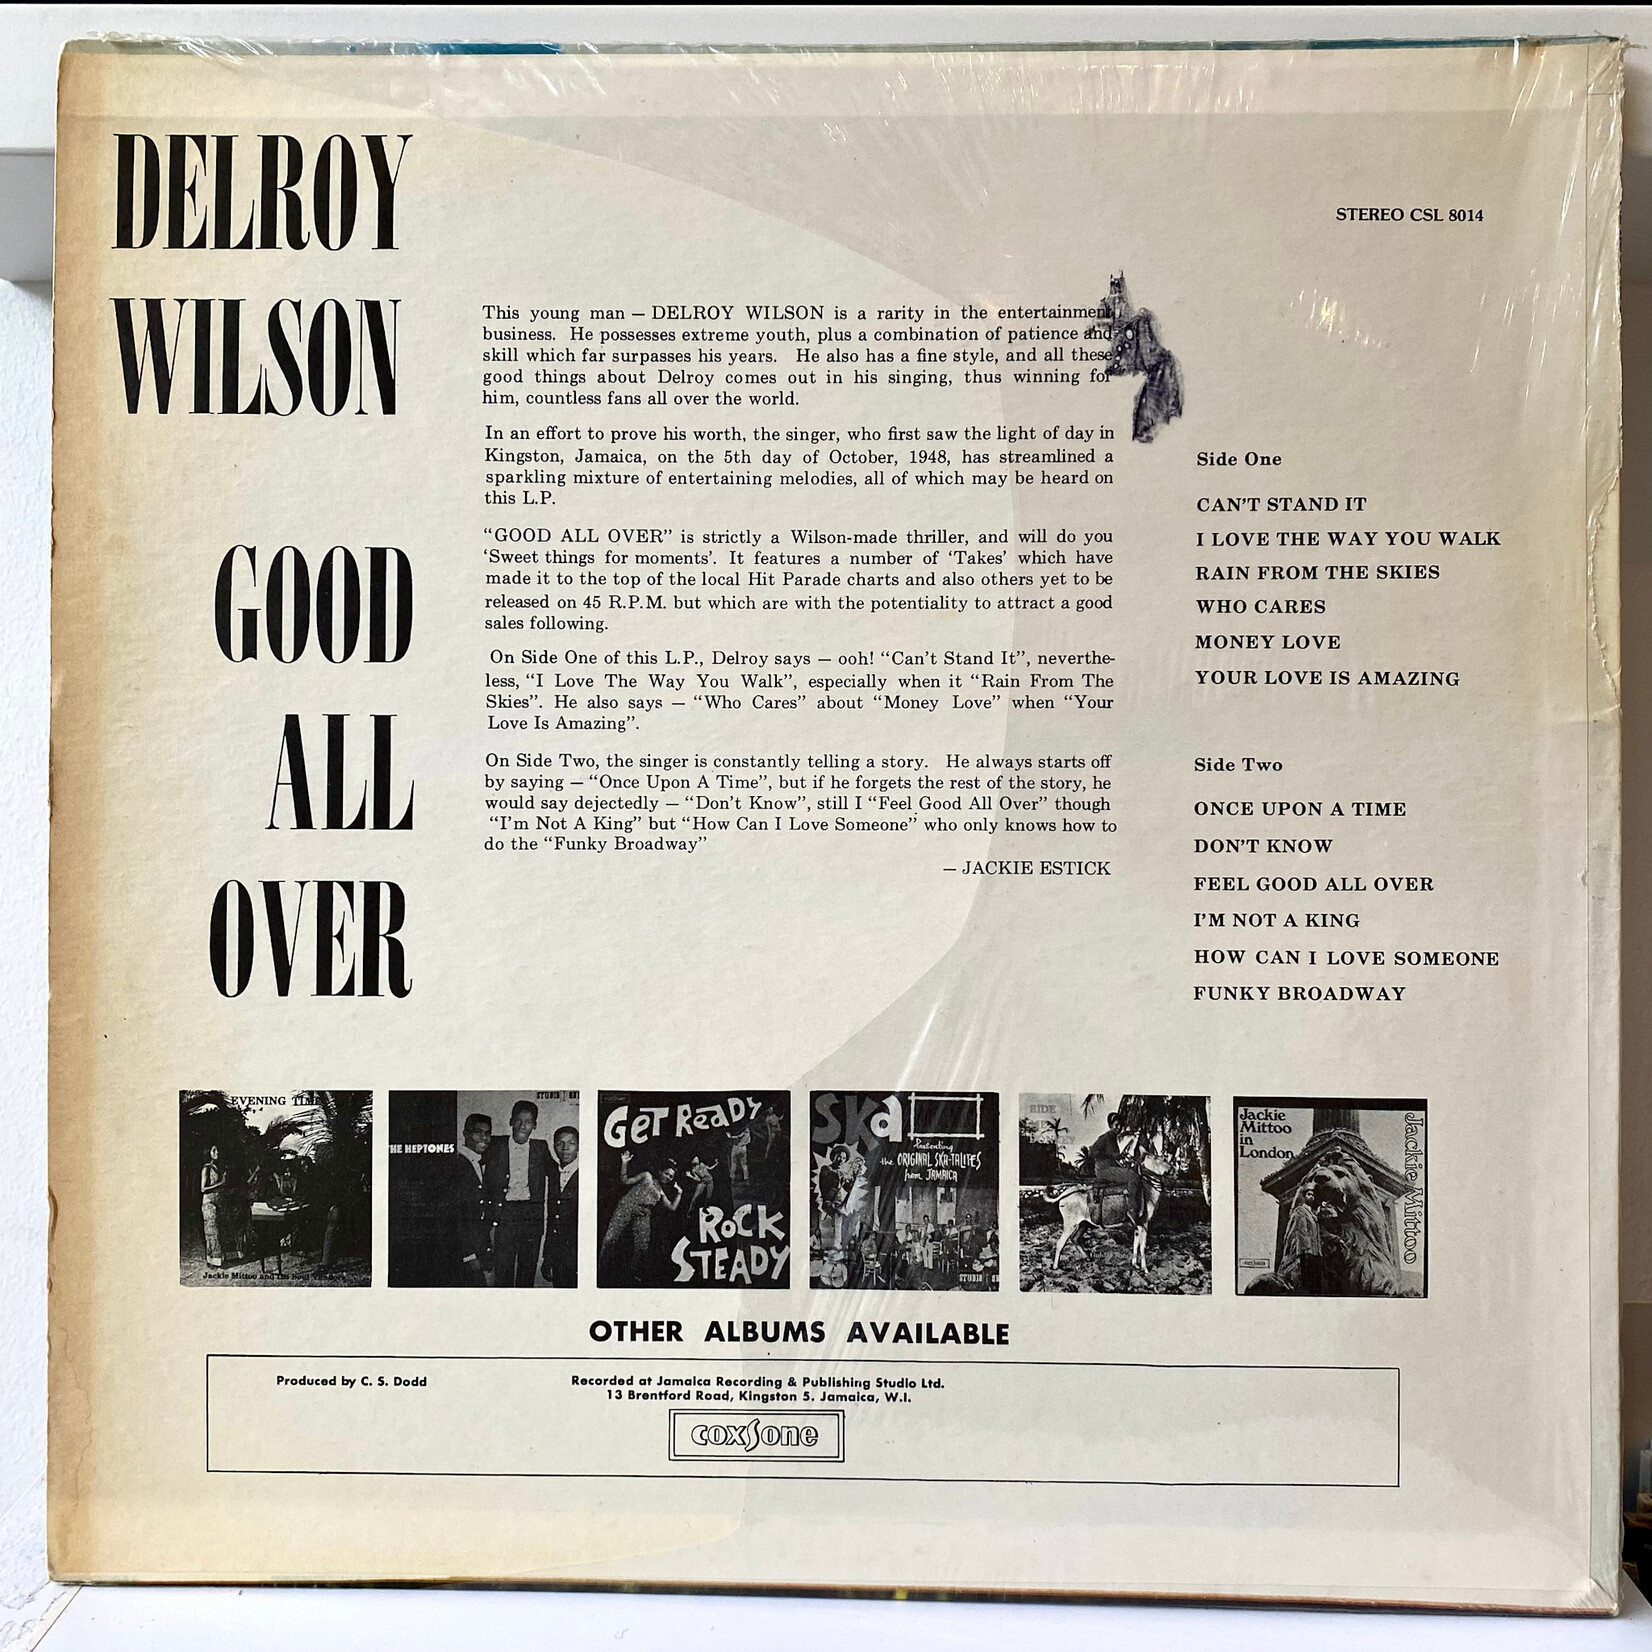 DELROY
WILSON
GOOD
ALL
OVER
STEREO CSL 8014
This young man — DELROY WILSON is a rarity in the entertainment
business. He possesses extreme youth, plus a combination of patience and
skill which far surpasses his years. He also has a fine style, and all these
good things about Delroy comes out in his singing, thus winning for
him, countless fans all over the world.
In an effort to prove his worth, the singer, who first saw the light of day in
Kingston, Jamaica, on the 5th day of October, 1948, has streamlined a
sparkling mixture of entertaining melodies, all of which may be heard on
this L.P.
“GOOD ALL OVER” is strictly a Wilson-made thriller, and will do you
‘Sweet things for moments’. It features a number of ‘Takes’ which have
made it to the top of the local Hit Parade charts and also others yet to be
released on 45 R.P.M. but which are with the potentiality to attract a good
sales following.
On Side One of this L.P., Delroy says — ooh! “Can’t Stand It”, neverthe-
less, “I Love The Way You Walk”, especially when it “Rain From The
Skies”. He also says — “Who Cares” about “Money Love” when “Your
Love Is Amazing”.
On Side Two, the singer is constantly telling a story. He always starts off
by saying — “Once Upon A Time”, but if he forgets the rest of the story, he
would say dejectedly — “Don’t Know”, still I “Feel Good All Over” though
“I’m Not A King” but “How Can I Love Someone” who only knows how to
do the “Funky Broadway”
— JACKIE ESTICK
Side One
CAN’T STAND IT
I LOVE THE WAY YOU WALK
RAIN FROM THE SKIES
WHO CARES
MONEY LOVE
YOUR LOVE IS AMAZING
Side Two
ONCE UPON A TIME
DON’T KNOW
FEEL GOOD ALL OVER
I’M NOT A KING
HOW CAN I LOVE SOMEONE
FUNKY BROADWAY
EVENING TIME
Jackie Mittoo and the Soul
STUDIO
THE HEPTONES
GET READY
ROCK
STEADY
SKA
Presenting
the ORIGINAL SKA-TALITES
from JAMAICA
STUDIO
RIDE
DONKEY
Jackie
Mittoo
in
London
Jackie Mittoo
OTHER ALBUMS AVAILABLE
Produced by C. S. Dodd
Recorded at Jamaica Recording & Publishing Studio Ltd.
13 Brentford Road, Kingston 5. Jamaica, W.I.
coxsone